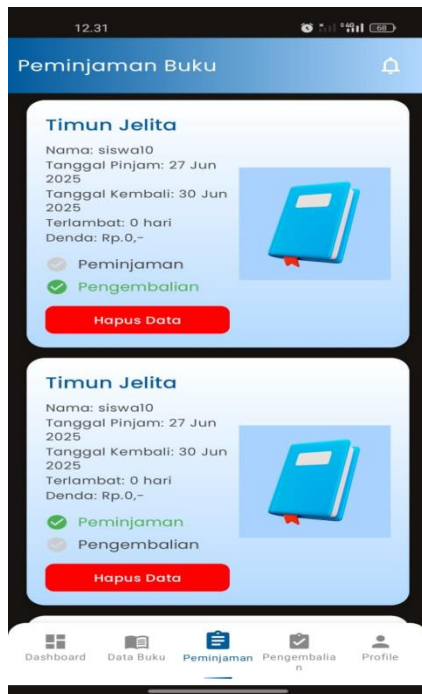 12.31
4G
68
Peminjaman Buku
Timun Jelita
Nama: siswa10
Tanggal Pinjam: 27 Jun
2025
Tanggal Kembali: 30 Jun
2025
Terlambat: 0 hari
Denda: Rp.0,-
Peminjaman
Pengembalian
Hapus Data
Timun Jelita
Nama: siswa10
Tanggal Pinjam: 27 Jun
2025
Tanggal Kembali: 30 Jun
2025
Terlambat: 0 hari
Denda: Rp.0,-
Peminjaman
Pengembalian
Hapus Data
Dashboard Data Buku Peminjaman Pengembalia
n
Profile